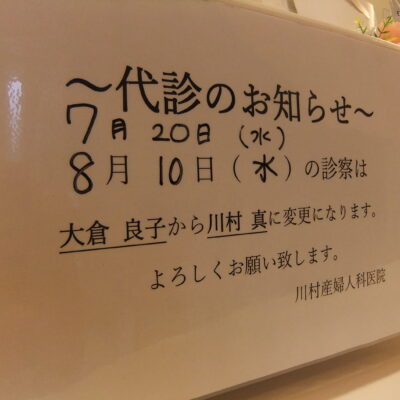 ～代診のお知らせ～
7月 20日 (水)
8月 10日(水)の診察は
大倉 良子から川村 真に変更になります。
よろしくお願い致します。
川村産婦人科医院